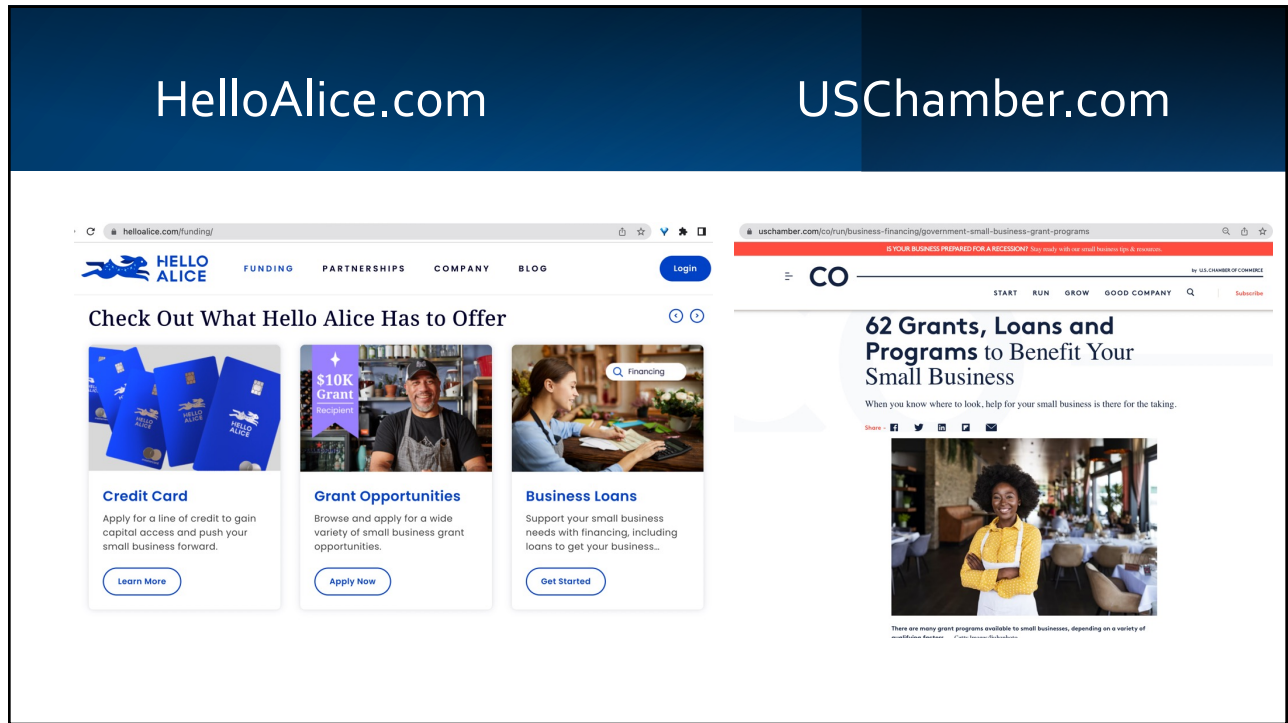 HelloAlice.com
USChamber.com
helloalice.com/funding/
HELLO
ALICE
FUNDING PARTNERSHIPS COMPANY BLOG
Login
Check Out What Hello Alice Has to Offer
HELLO
ALICE
HELLO
ALICE
HELLO
ALICE
Credit Card
Apply for a line of credit to gain
capital access and push your
small business forward.
Learn More
$10K
Grant
Recipient
Grant Opportunities
Browse and apply for a wide
variety of small business grant
opportunities.
Apply Now
Financing
Business Loans
Support your small business
needs with financing, including
loans to get your business...
Get Started
uschamber.com/co/run/business-financing/government-small-business-grant-programs
IS YOUR BUSINESS PREPARED FOR A RECESSION? Stay ready with our small business tips & resources.
CO
by U.S. CHAMBER OF COMMERCE
START RUN GROW GOOD COMPANY Subscribe
62 Grants, Loans and
Programs to Benefit Your
Small Business
When you know where to look, help for your small business is there for the taking.
Share -
There are many grant programs available to small businesses, depending on a variety of